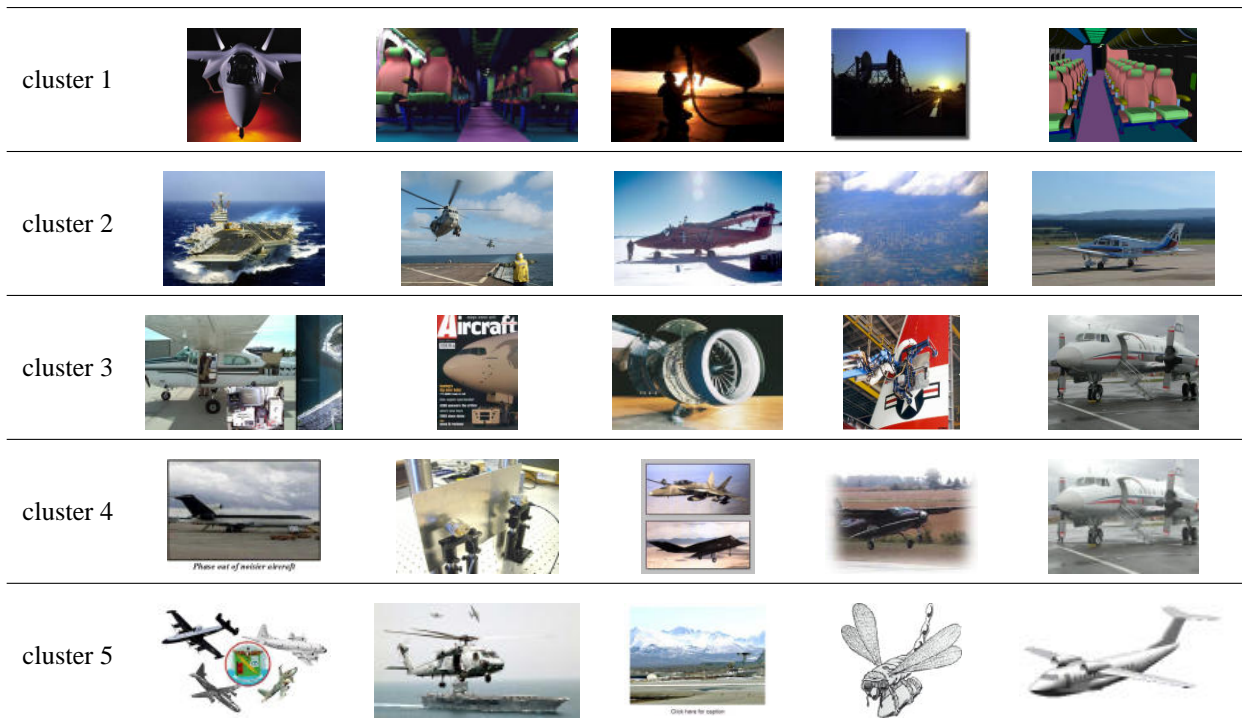 cluster 1
cluster 2
cluster 3
Aircraft
cluster 4
Phase out of noisier aircraft
cluster 5
Click here for caption